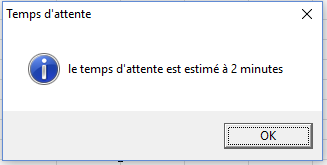 Temps d'attente
le temps d'attente est estimé à 2 minutes
OK